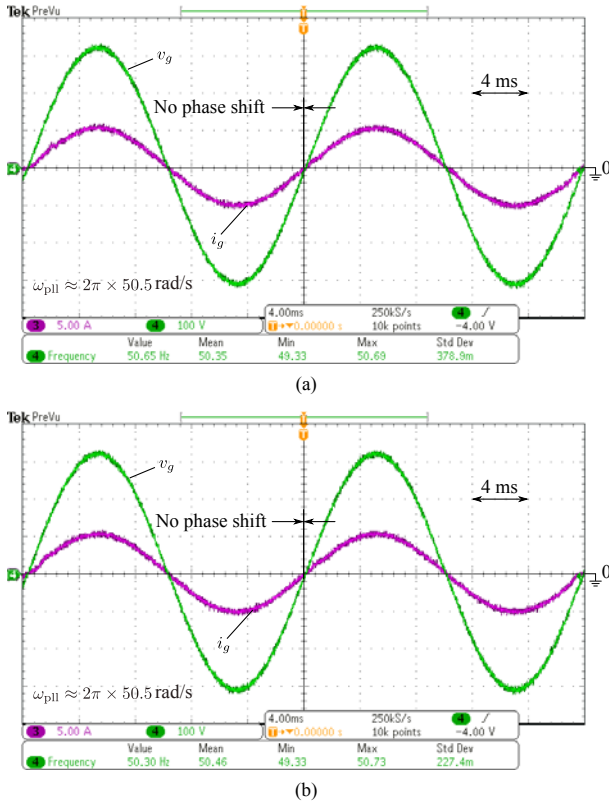 Tek PreVu
T
v_g
4 ms
No phase shift
4
0
i_g
ω_pll ≈ 2π × 50.5 rad/s
3 5.00 A 4 100 V
4.00ms 250kS/s 4
T→▼0.00000 s 10k points -4.00 V
Value Mean Min Max Std Dev
4 Frequency 50.65 Hz 50.35 49.33 50.69 378.9m
(a)
Tek PreVu
T
v_g
4 ms
No phase shift
4
0
i_g
ω_pll ≈ 2π × 50.5 rad/s
3 5.00 A 4 100 V
4.00ms 250kS/s 4
T→▼0.00000 s 10k points -4.00 V
Value Mean Min Max Std Dev
4 Frequency 50.30 Hz 50.46 49.33 50.73 227.4m
(b)